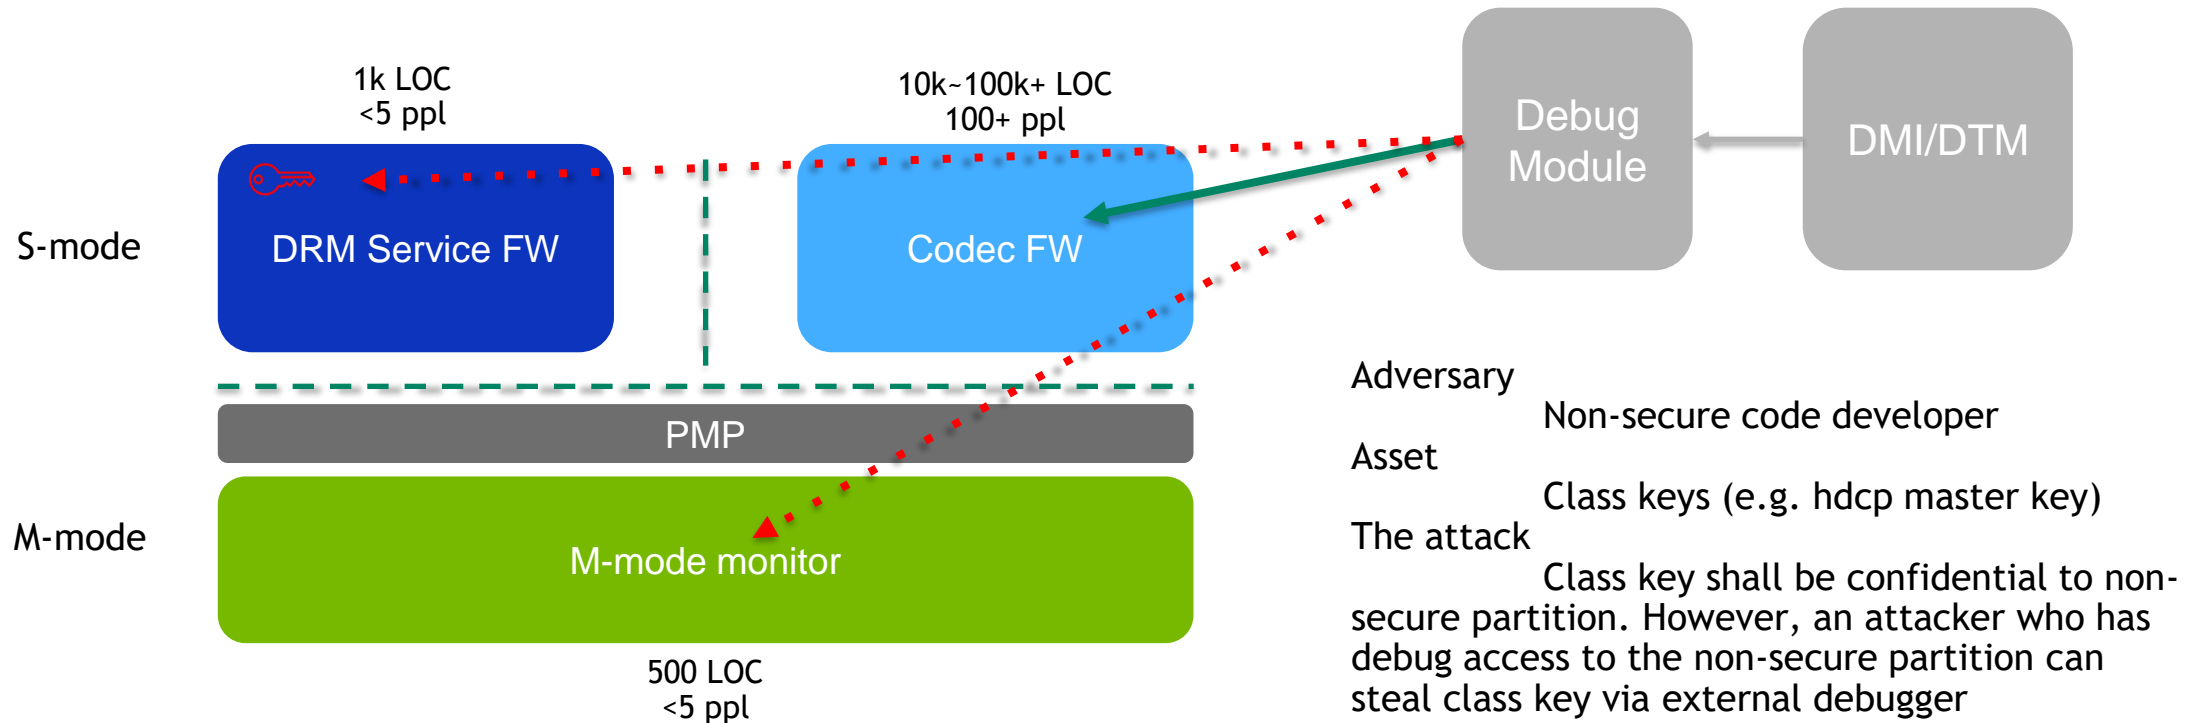 1k LOC
<5 ppl
10k~100k+ LOC
100+ ppl
Debug
Module
DMI/DTM
S-mode
DRM Service FW
Codec FW
PMP
M-mode
M-mode monitor
500 LOC
<5 ppl
Adversary
Non-secure code developer
Asset
Class keys (e.g. hdcp master key)
The attack
Class key shall be confidential to non-
secure partition. However, an attacker who has
debug access to the non-secure partition can
steal class key via external debugger